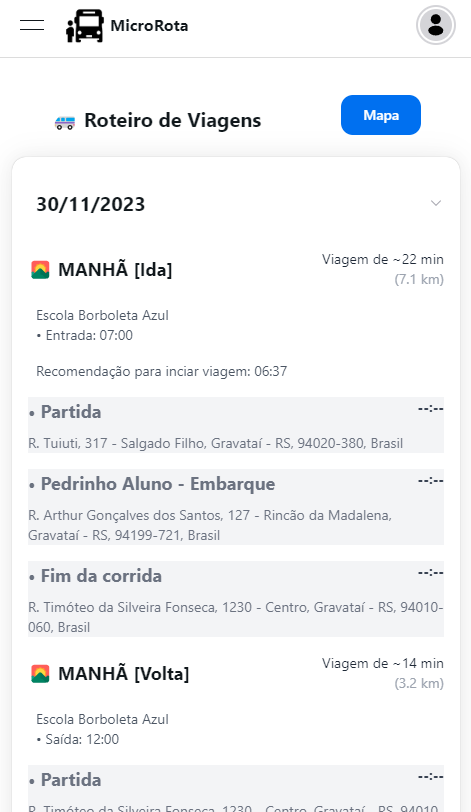 MicroRota
Roteiro de Viagens
Mapa
30/11/2023
MANHÃ [Ida]
Viagem de ~22 min
(7.1 km)
Escola Borboleta Azul
• Entrada: 07:00
Recomendação para inciar viagem: 06:37
• Partida
--:--
R. Tuiuti, 317 - Salgado Filho, Gravataí - RS, 94020-380, Brasil
• Pedrinho Aluno - Embarque
--:--
R. Arthur Gonçalves dos Santos, 127 - Rincão da Madalena,
Gravataí - RS, 94199-721, Brasil
• Fim da corrida
--:--
R. Timóteo da Silveira Fonseca, 1230 - Centro, Gravataí - RS, 94010-
060, Brasil
MANHÃ [Volta]
Viagem de ~14 min
(3.2 km)
Escola Borboleta Azul
• Saída: 12:00
• Partida
--:--
R. Timóteo da Silveira Fonseca, 1230 - Centro, Gravataí - RS, 94010-